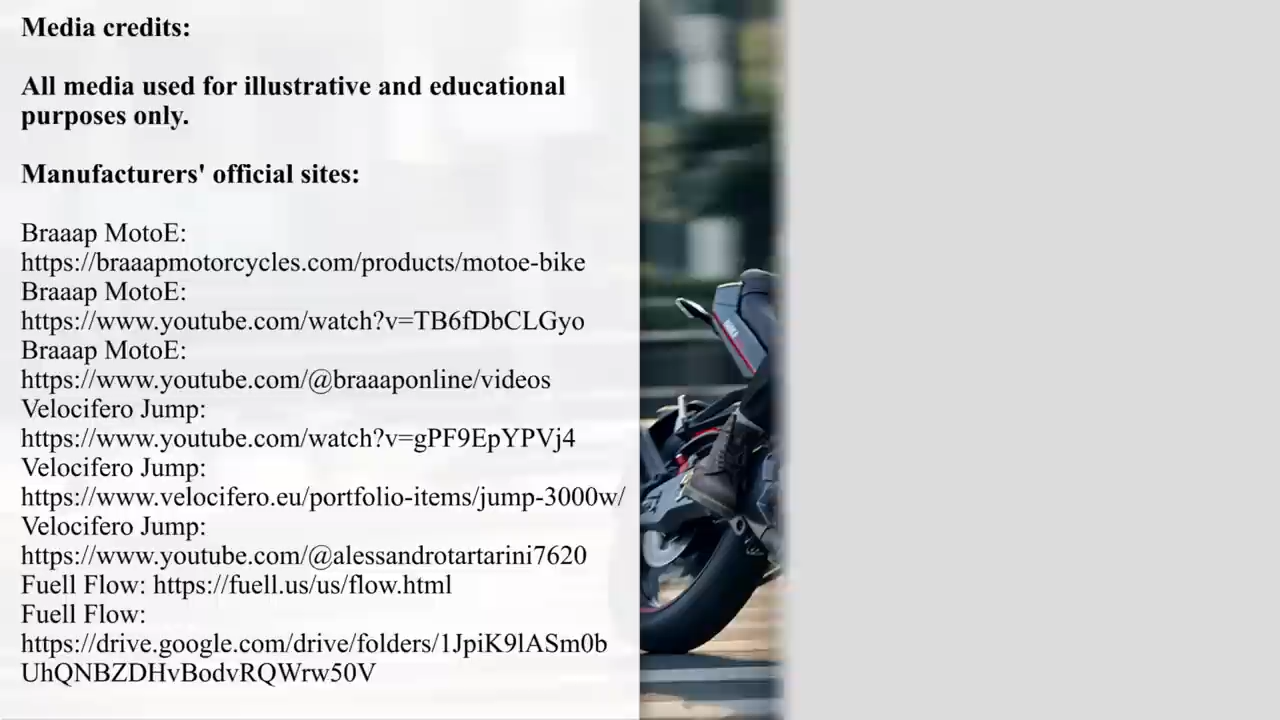 Media credits:
All media used for illustrative and educational
purposes only.
Manufacturers' official sites:
Braaap MotoE:
https://braaapmotorcycles.com/products/motoe-bike
Braaap MotoE:
https://www.youtube.com/watch?v=TB6fDbCLGyo
Braaap MotoE:
https://www.youtube.com/@braaaponline/videos
Velocifero Jump:
https://www.youtube.com/watch?v=gPF9EpYPVj4
Velocifero Jump:
https://www.velocifero.eu/portfolio-items/jump-3000w/
Velocifero Jump:
https://www.youtube.com/@alessandrotartarini7620
Fuell Flow: https://fuell.us/us/flow.html
Fuell Flow:
https://drive.google.com/drive/folders/1JpiK9lASm0b
UhQNBZDHvBodvRQWrw50V